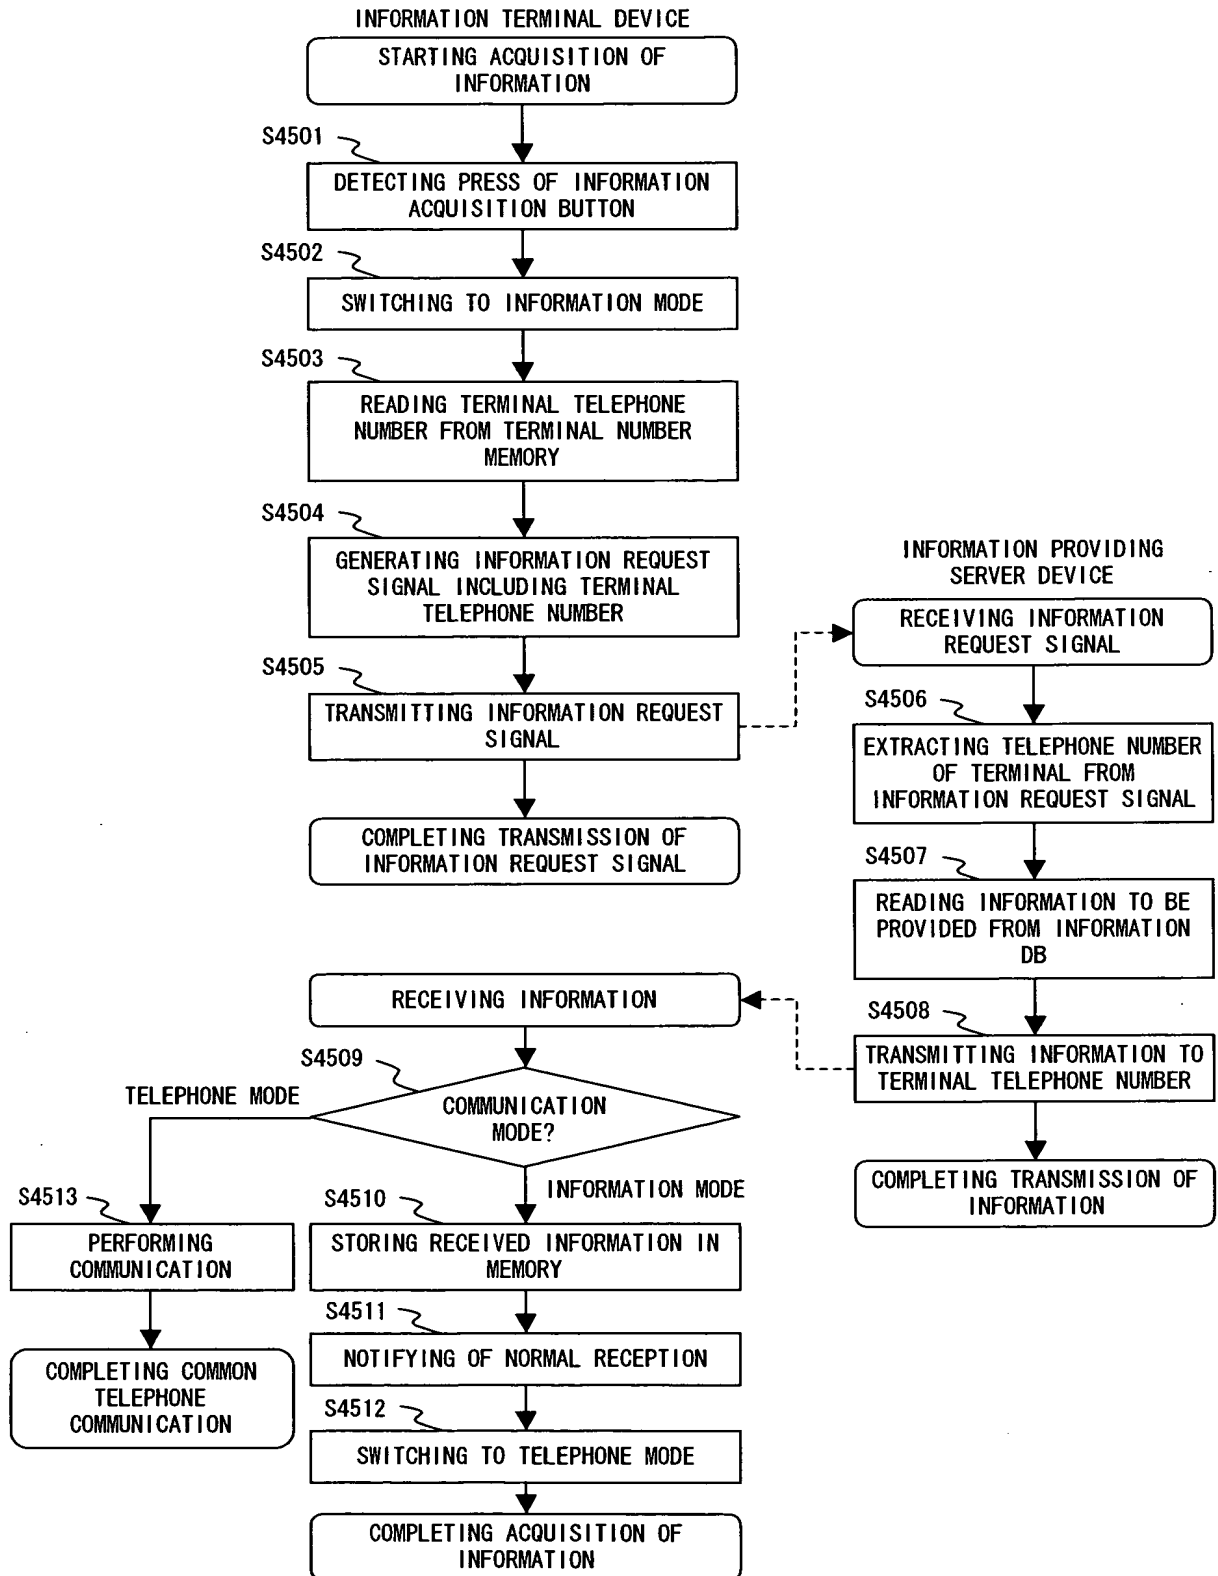 INFORMATION TERMINAL DEVICE
STARTING ACQUISITION OF
INFORMATION
S4501
DETECTING PRESS OF INFORMATION
ACQUISITION BUTTON
S4502
SWITCHING TO INFORMATION MODE
S4503
READING TERMINAL TELEPHONE
NUMBER FROM TERMINAL NUMBER
MEMORY
S4504
GENERATING INFORMATION REQUEST
SIGNAL INCLUDING TERMINAL
TELEPHONE NUMBER
S4505
TRANSMITTING INFORMATION REQUEST
SIGNAL
COMPLETING TRANSMISSION OF
INFORMATION REQUEST SIGNAL
INFORMATION PROVIDING
SERVER DEVICE
RECEIVING INFORMATION
REQUEST SIGNAL
S4506
EXTRACTING TELEPHONE NUMBER
OF TERMINAL FROM
INFORMATION REQUEST SIGNAL
S4507
READING INFORMATION TO BE
PROVIDED FROM INFORMATION
DB
S4508
TRANSMITTING INFORMATION TO
TERMINAL TELEPHONE NUMBER
COMPLETING TRANSMISSION OF
INFORMATION
RECEIVING INFORMATION
S4509
COMMUNICATION
MODE?
TELEPHONE MODE
INFORMATION MODE
S4513
PERFORMING
COMMUNICATION
COMPLETING COMMON
TELEPHONE
COMMUNICATION
S4510
STORING RECEIVED INFORMATION IN
MEMORY
S4511
NOTIFYING OF NORMAL RECEPTION
S4512
SWITCHING TO TELEPHONE MODE
COMPLETING ACQUISITION OF
INFORMATION